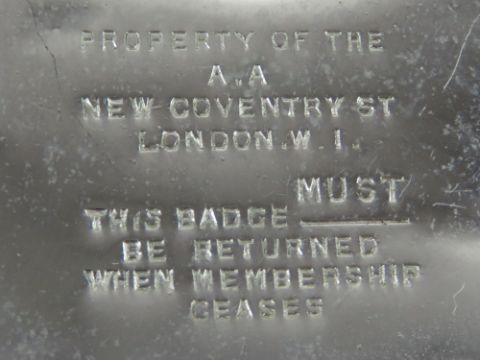 PROPERTY OF THE
A.A
NEW COVENTRY ST
LONDON.W.1.
THIS BADGE MUST
BE RETURNED
WHEN MEMBERSHIP
CEASES